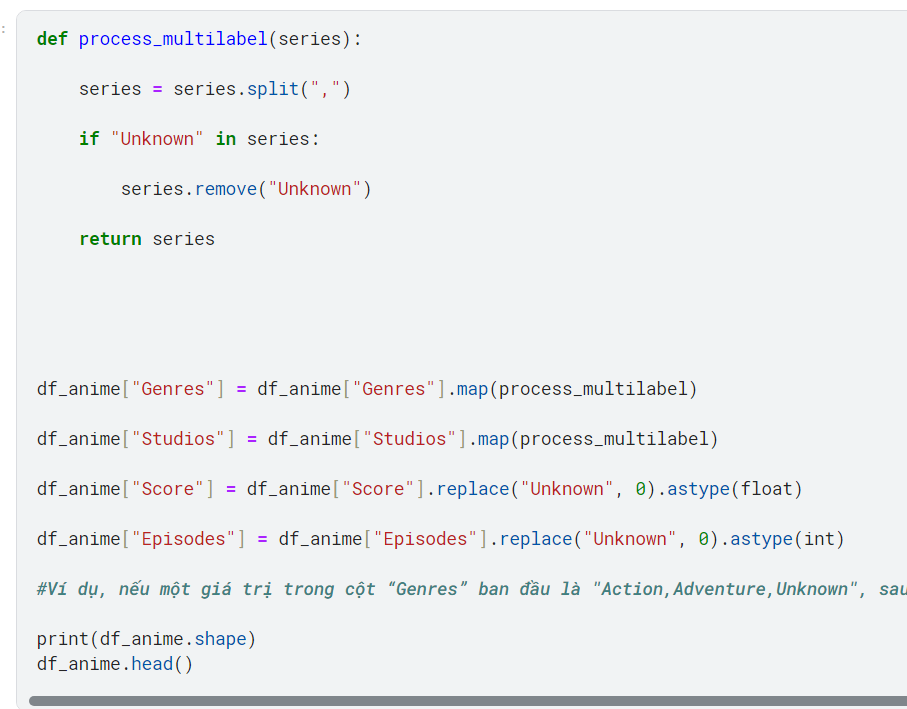 def process_multilabel(series):
series = series.split(",")
if "Unknown" in series:
series.remove("Unknown")
return series
df_anime["Genres"] = df_anime["Genres"].map(process_multilabel)
df_anime["Studios"] = df_anime["Studios"].map(process_multilabel)
df_anime["Score"] = df_anime["Score"].replace("Unknown", 0).astype(float)
df_anime["Episodes"] = df_anime["Episodes"].replace("Unknown", 0).astype(int)
#Ví dụ, nếu một giá trị trong cột “Genres” ban đầu là "Action,Adventure,Unknown", sau
print(df_anime.shape)
df_anime.head()